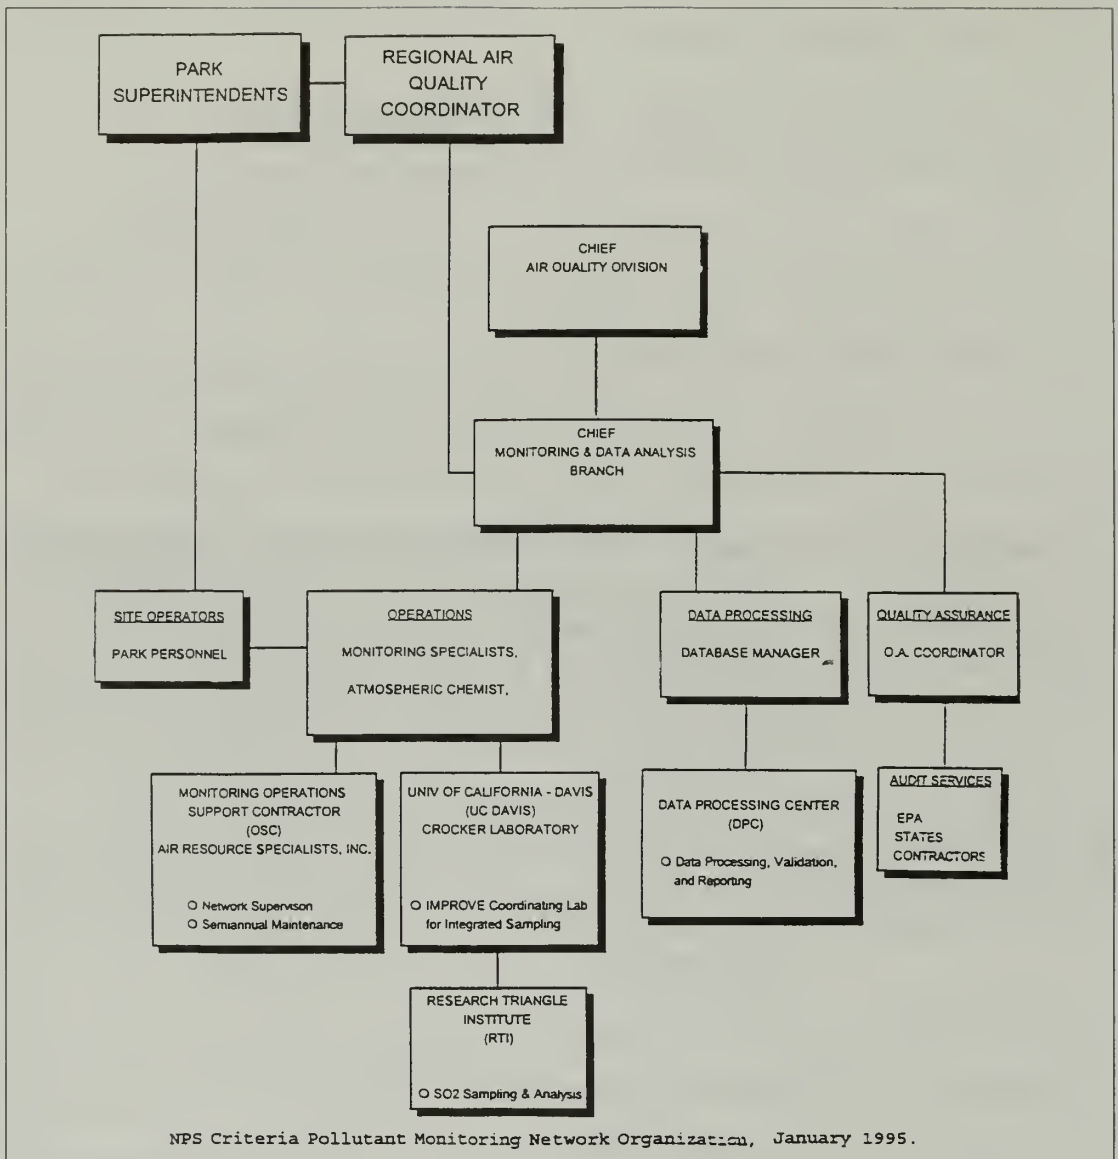 PARK
SUPERINTENDENTS
REGIONAL AIR
QUALITY
COORDINATOR
CHIEF
AIR QUALITY DIVISION
CHIEF
MONITORING & DATA ANALYSIS
BRANCH
SITE OPERATORS
PARK PERSONNEL
OPERATIONS
MONITORING SPECIALISTS,
ATMOSPHERIC CHEMIST,
DATA PROCESSING
DATABASE MANAGER
QUALITY ASSURANCE
Q.A. COORDINATOR
MONITORING OPERATIONS
SUPPORT CONTRACTOR
(OSC)
AIR RESOURCE SPECIALISTS, INC.
O Network Supervison
O Semiannual Maintenance
UNIV OF CALIFORNIA - DAVIS
(UC DAVIS)
CROCKER LABORATORY
O IMPROVE Coordinating Lab
for Integrated Sampling
DATA PROCESSING CENTER
(DPC)
O Data Processing, Validation,
and Reporting
AUDIT SERVICES
EPA
STATES
CONTRACTORS
RESEARCH TRIANGLE
INSTITUTE
(RTI)
O SO2 Sampling & Analysis
NPS Criteria Pollutant Monitoring Network Organization, January 1995.